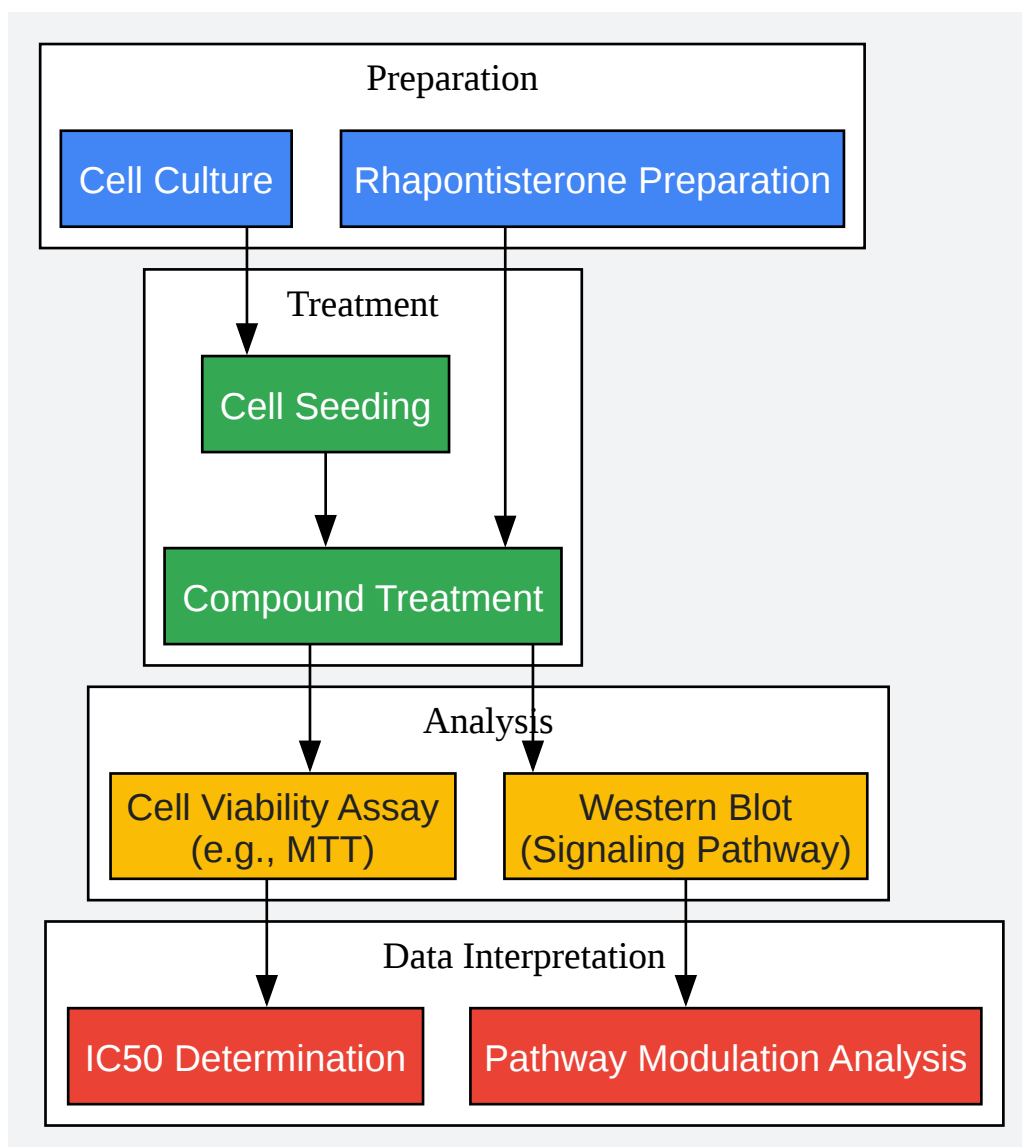 Preparation
Cell Culture
Rhapontisterone Preparation
Treatment
Cell Seeding
Compound Treatment
Analysis
Cell Viability Assay
(e.g., MTT)
Western Blot
(Signaling Pathway)
Data Interpretation
IC50 Determination
Pathway Modulation Analysis